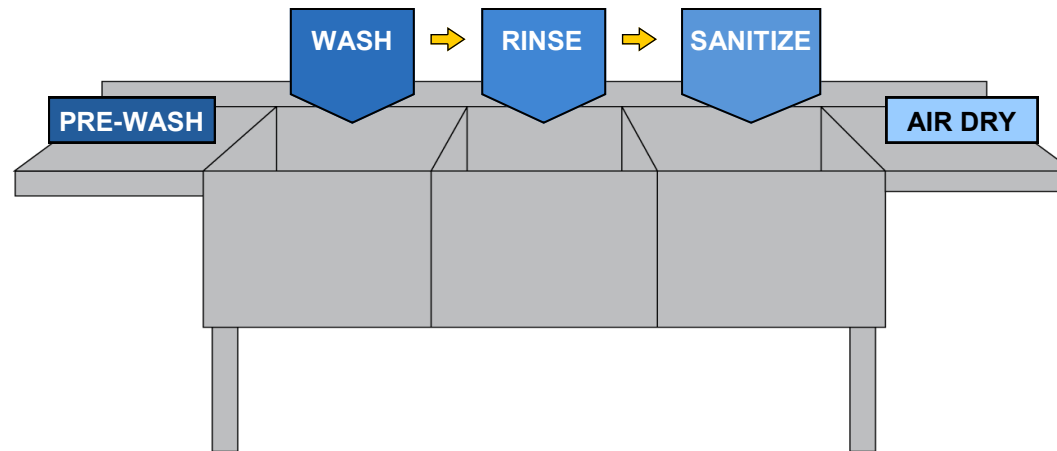 PRE-WASH
WASH
RINSE
SANITIZE
AIR DRY